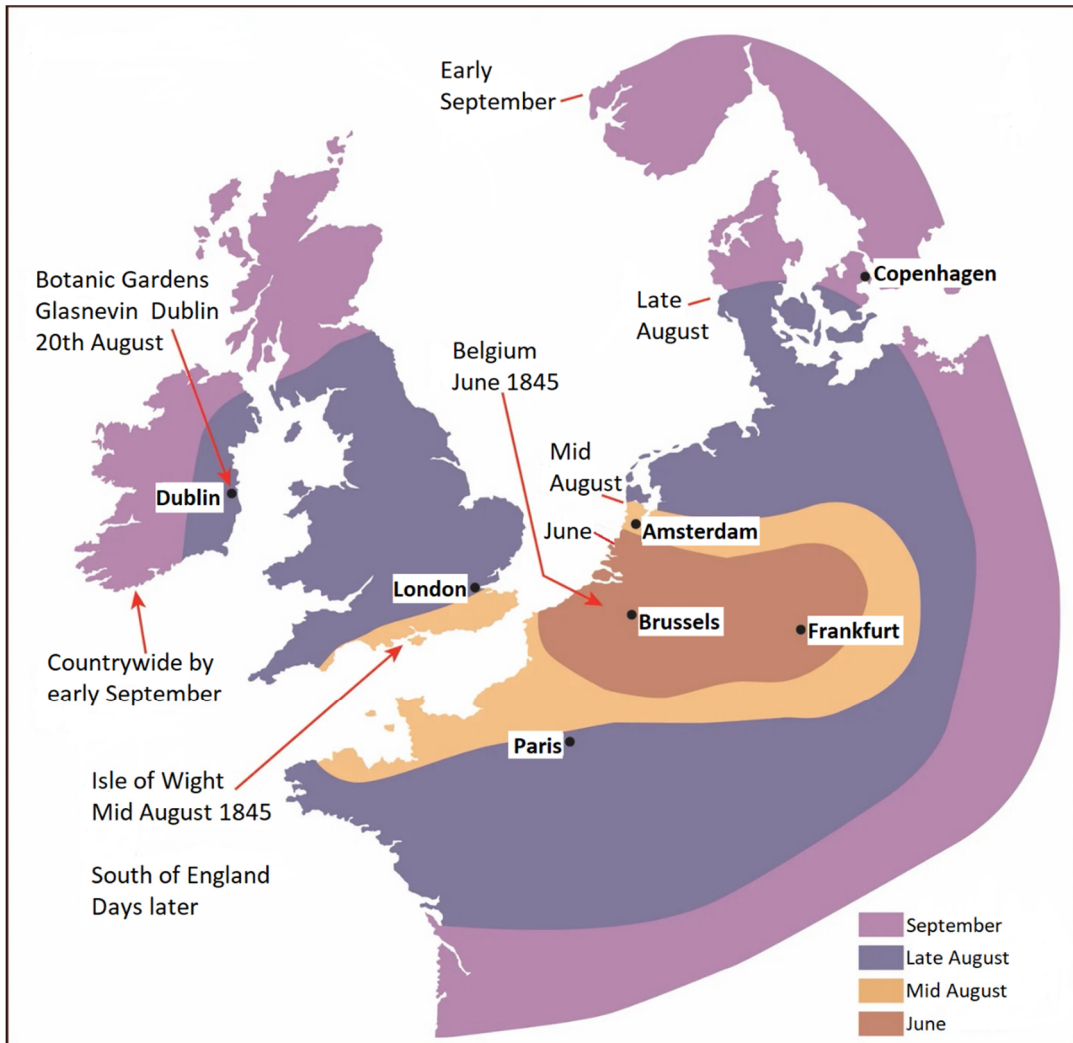 Early
September
Botanic Gardens
Glasnevin  Dublin
20th August
Copenhagen
Late
August
Belgium
June 1845
Mid
August
Dublin
June
Amsterdam
London
Brussels
Frankfurt
Countrywide by
early September
Paris
Isle of Wight
Mid August 1845
South of England
Days later
September
Late August
Mid August
June